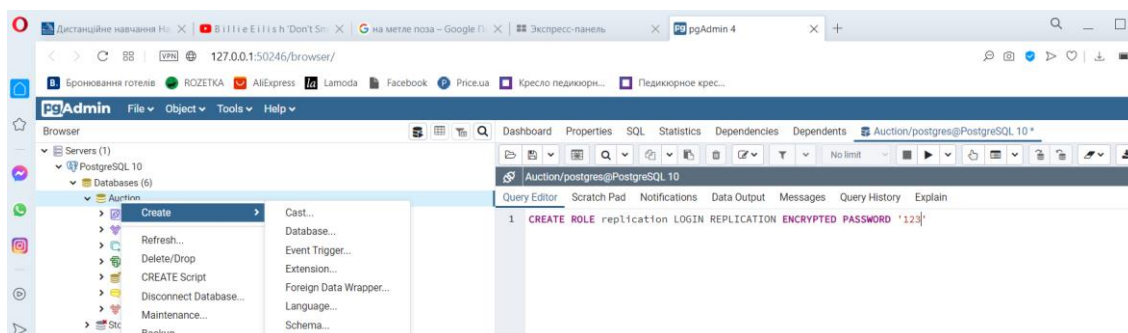 Дистанційне навчання На
B i l l i e E i l i s h 'Don't Sm
на метле поза – Google П
Экспресс-панель
pgAdmin 4
VPN
127.0.0.1:50246/browser/
Бронювання готелів
ROZETKA
AliExpress
Lamoda
Facebook
Price.ua
Кресло педикюрн...
Педикюрное крес...
pgAdmin File Object Tools Help
Browser
Dashboard Properties SQL Statistics Dependencies Dependents Auction/postgres@PostgreSQL 10 *
Servers (1)
No limit
PostgreSQL 10
Auction/postgres@PostgreSQL 10
Databases (6)
Query Editor Scratch Pad Notifications Data Output Messages Query History Explain
Auction
1 CREATE ROLE replication LOGIN REPLICATION ENCRYPTED PASSWORD '123'
Create
Refresh...
Delete/Drop
CREATE Script
Disconnect Database...
Maintenance...
Backup
Sto
Cast...
Database...
Event Trigger...
Extension...
Foreign Data Wrapper...
Language...
Schema...